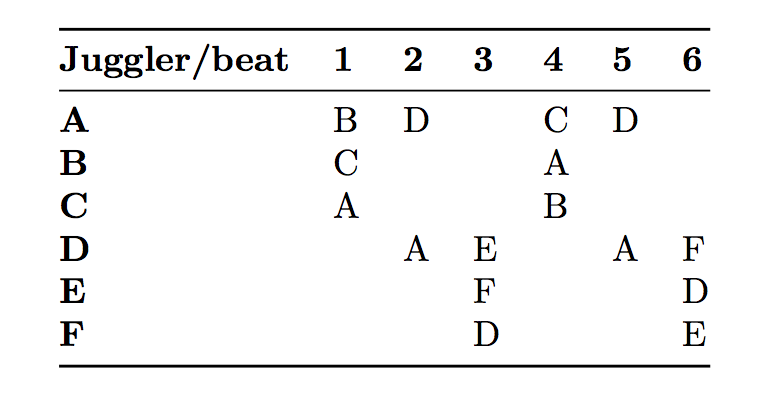 Juggler/beat 1 2 3 4 5 6
A B D C D
B C A
C A B
D A E A F
E F D
F D E